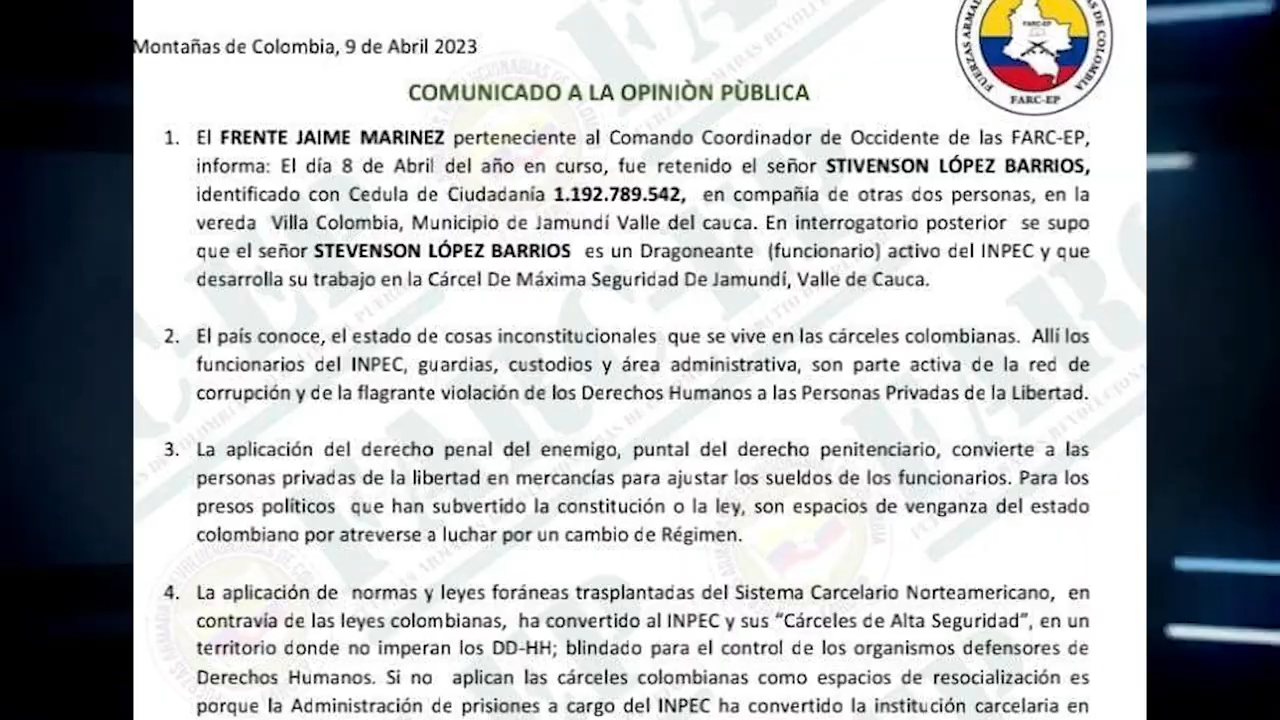 Montañas de Colombia, 9 de Abril 2023
FARC-EP
FARC-EP
COMUNICADO A LA OPINIÒN PÙBLICA
1. El FRENTE JAIME MARINEZ perteneciente al Comando Coordinador de Occidente de las FARC-EP,
informa: El día 8 de Abril del año en curso, fue retenido el señor STIVENSON LÓPEZ BARRIOS,
identificado con Cedula de Ciudadanía 1.192.789.542, en compañía de otras dos personas, en la
vereda Villa Colombia, Municipio de Jamundí Valle del cauca. En interrogatorio posterior se supo
que el señor STEVENSON LÓPEZ BARRIOS es un Dragoneante (funcionario) activo del INPEC y que
desarrolla su trabajo en la Cárcel De Máxima Seguridad De Jamundí, Valle de Cauca.
2. El país conoce, el estado de cosas inconstitucionales que se vive en las cárceles colombianas. Allí los
funcionarios del INPEC, guardias, custodios y área administrativa, son parte activa de la red de
corrupción y de la flagrante violación de los Derechos Humanos a las Personas Privadas de la Libertad.
3. La aplicación del derecho penal del enemigo, puntal del derecho penitenciario, convierte a las
personas privadas de la libertad en mercancías para ajustar los sueldos de los funcionarios. Para los
presos políticos que han subvertido la constitución o la ley, son espacios de venganza del estado
colombiano por atreverse a luchar por un cambio de Régimen.
4. La aplicación de normas y leyes foráneas trasplantadas del Sistema Carcelario Norteamericano, en
contravía de las leyes colombianas, ha convertido al INPEC y sus “Cárceles de Alta Seguridad”, en un
territorio donde no imperan los DD-HH; blindado para el control de los organismos defensores de
Derechos Humanos. Si no aplican las cárceles colombianas como espacios de resocialización es
porque la Administración de prisiones a cargo del INPEC ha convertido la institución carcelaria en